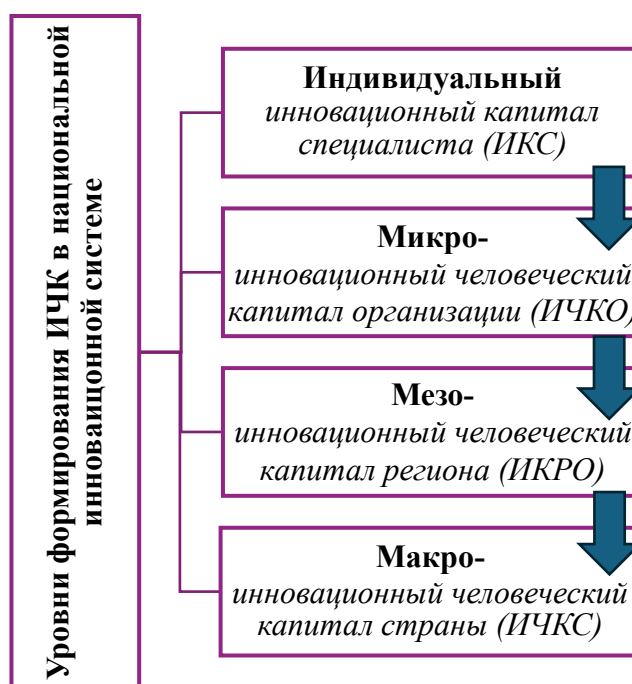 Уровни формирования ИЧК в национальной
инноваицонной системе
Индивидуальный
инновационный капитал
специалиста (ИКС)
Микро-
инновационный человеческий
капитал организации (ИЧКО)
Мезо-
инновационный человеческий
капитал региона (ИКРО)
Макро-
инновационный человеческий
капитал страны (ИЧКС)